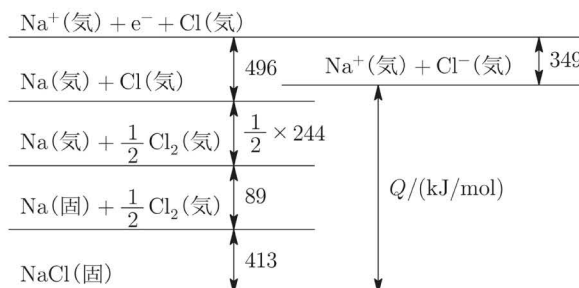 Na⁺(気) + e⁻ + Cl(気)
496
Na⁺(気) + Cl⁻(気)
349
Na(気) + Cl(気)
1/2 × 244
Na(気) + 1/2 Cl₂(気)
Q/(kJ/mol)
89
Na(固) + 1/2 Cl₂(気)
413
NaCl(固)